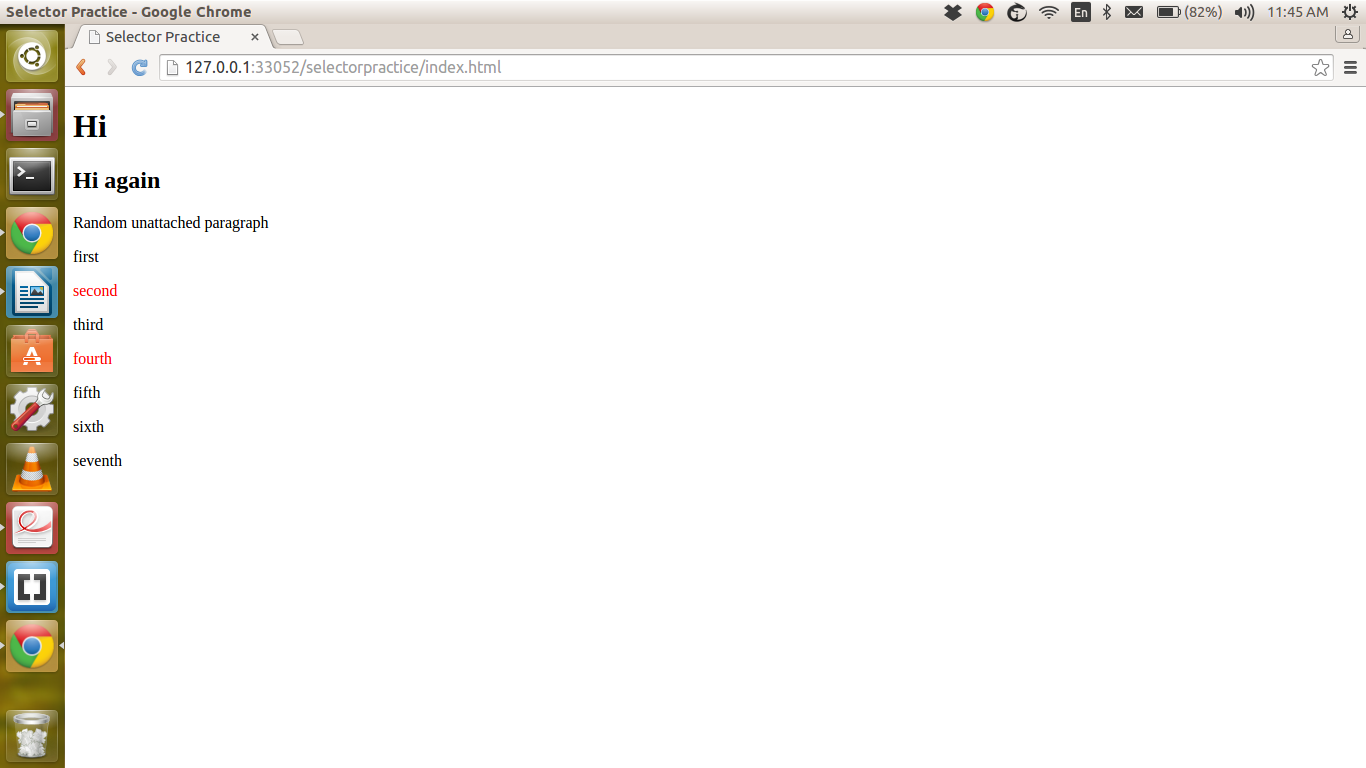 Selector Practice - Google Chrome
En
(82%)
11:45 AM
Selector Practice
127.0.0.1:33052/selectorpractice/index.html
Hi
Hi again
Random unattached paragraph
first
second
third
fourth
fifth
sixth
seventh